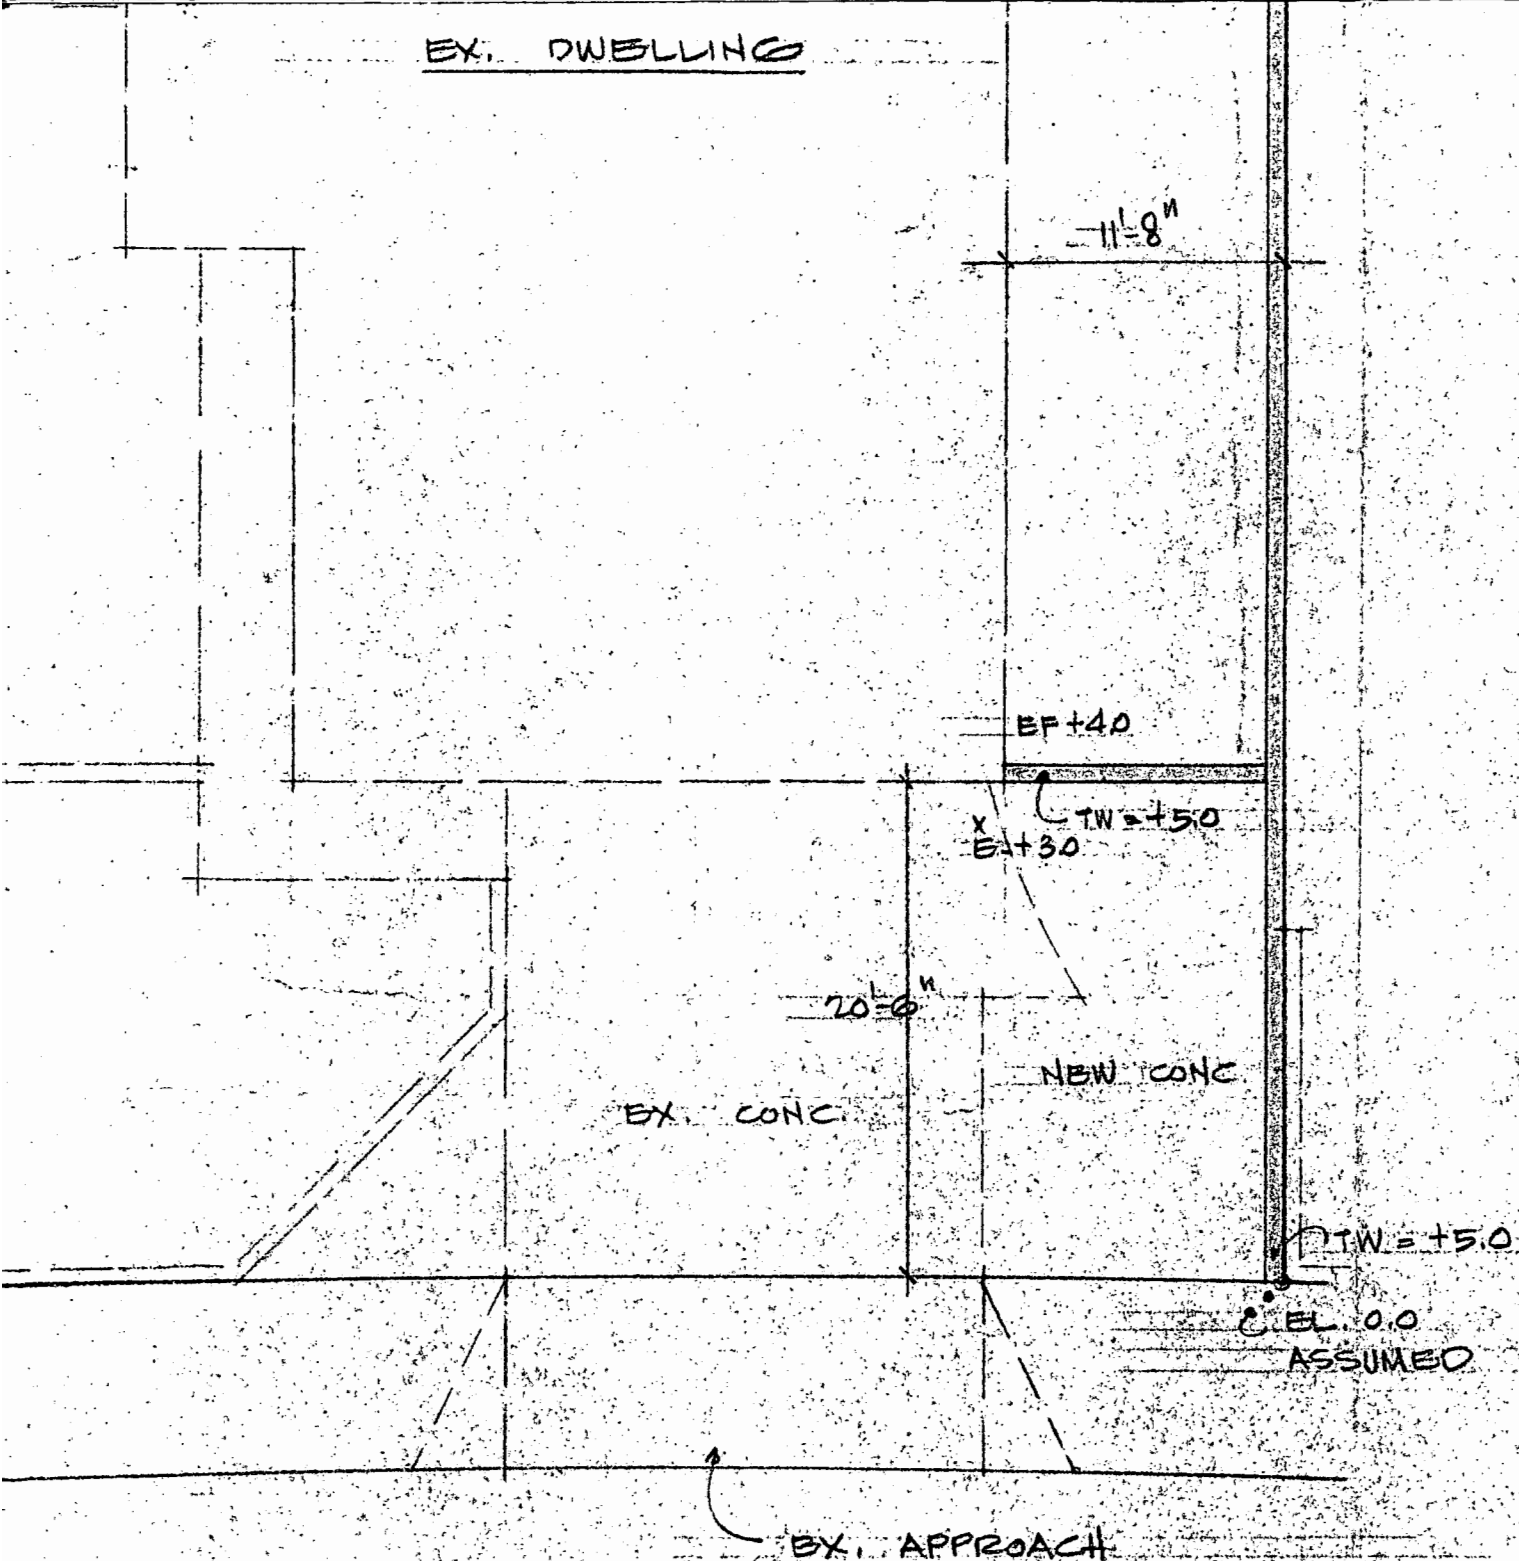 EX. DWELLING
11'-8"
EF +4.0
TW = +5.0
X
E +3.0
20'-6"
NEW CONC.
EX. CONC.
TW = +5.0
EL. 0.0
ASSUMED
EX. APPROACH